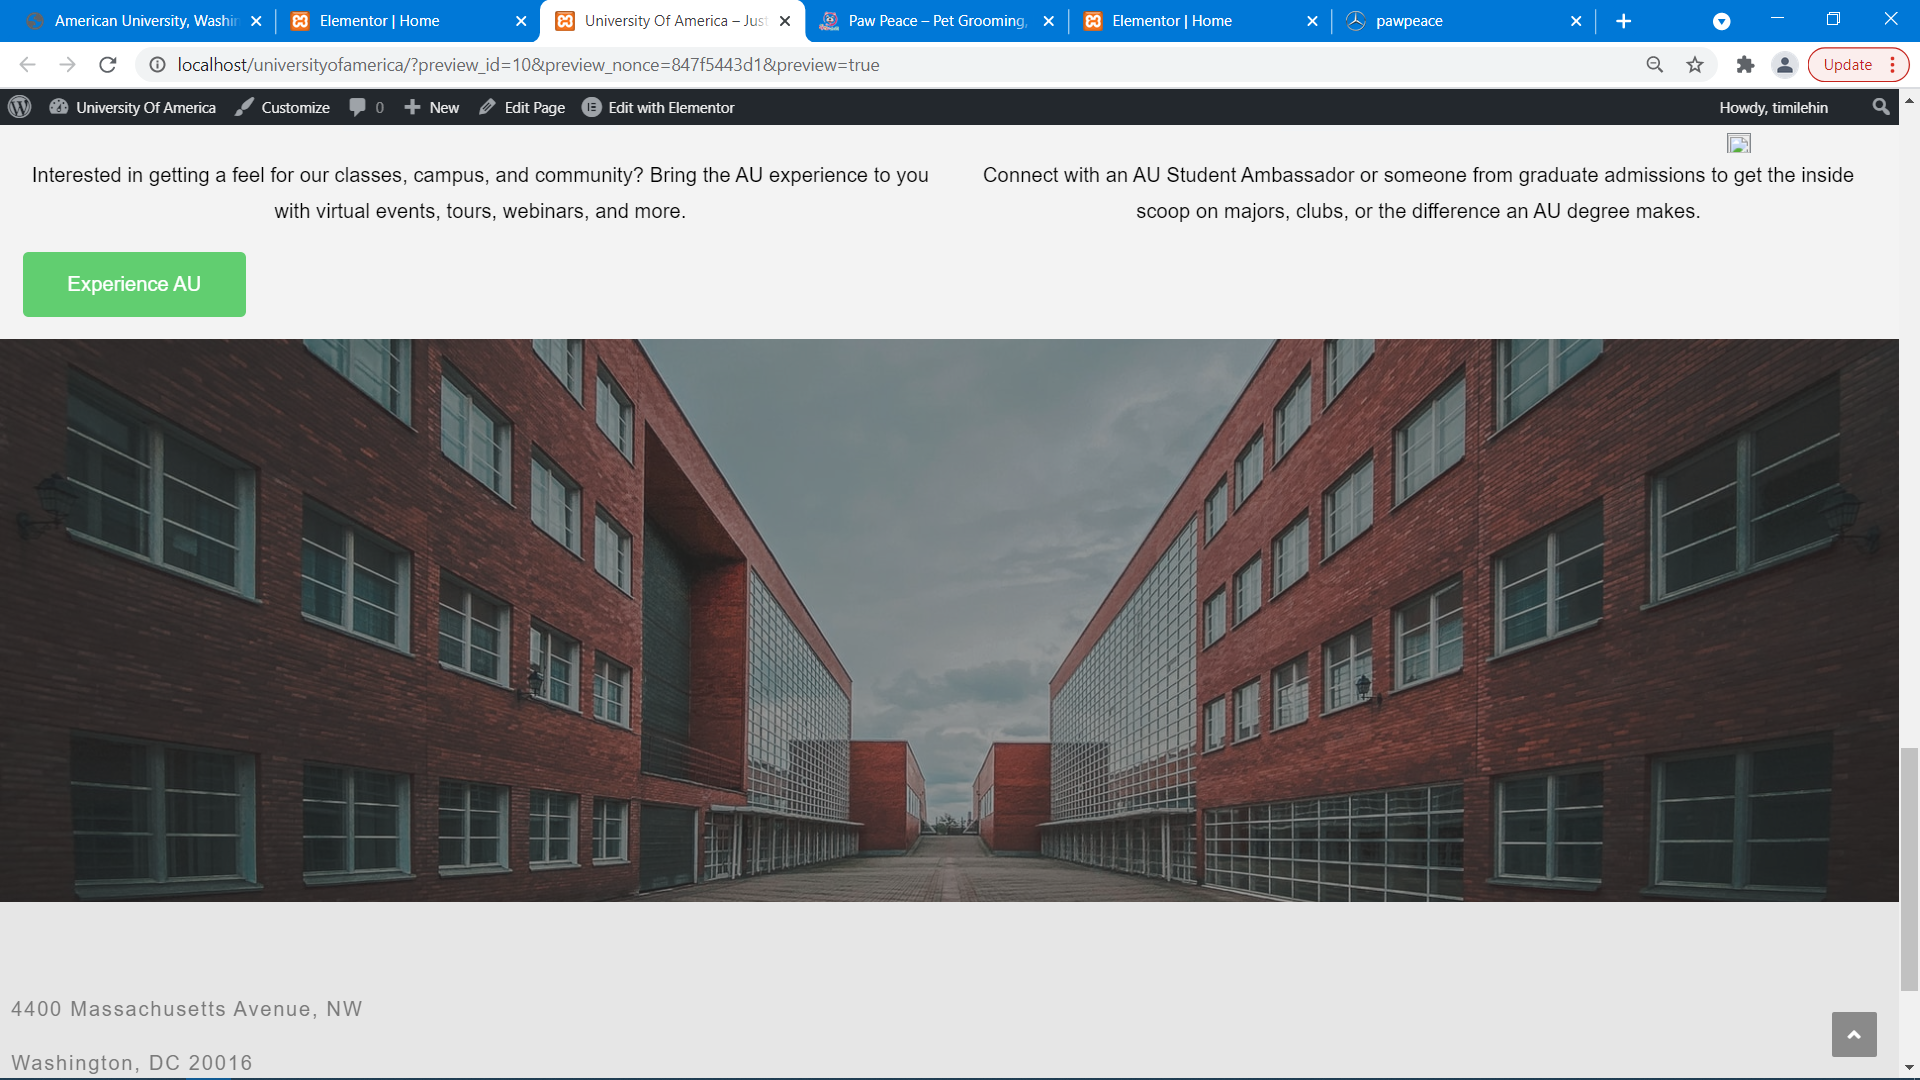 American University, Washin
Elementor | Home
University Of America – Just
Paw Peace – Pet Grooming,
Elementor | Home
pawpeace
localhost/universityofamerica/?preview_id=10&preview_nonce=847f5443d1&preview=true
Update
University Of America
Customize
0
New
Edit Page
Edit with Elementor
Howdy, timilehin
Interested in getting a feel for our classes, campus, and community? Bring the AU experience to you
with virtual events, tours, webinars, and more.
Connect with an AU Student Ambassador or someone from graduate admissions to get the inside
scoop on majors, clubs, or the difference an AU degree makes.
Experience AU
4400 Massachusetts Avenue, NW
Washington, DC 20016